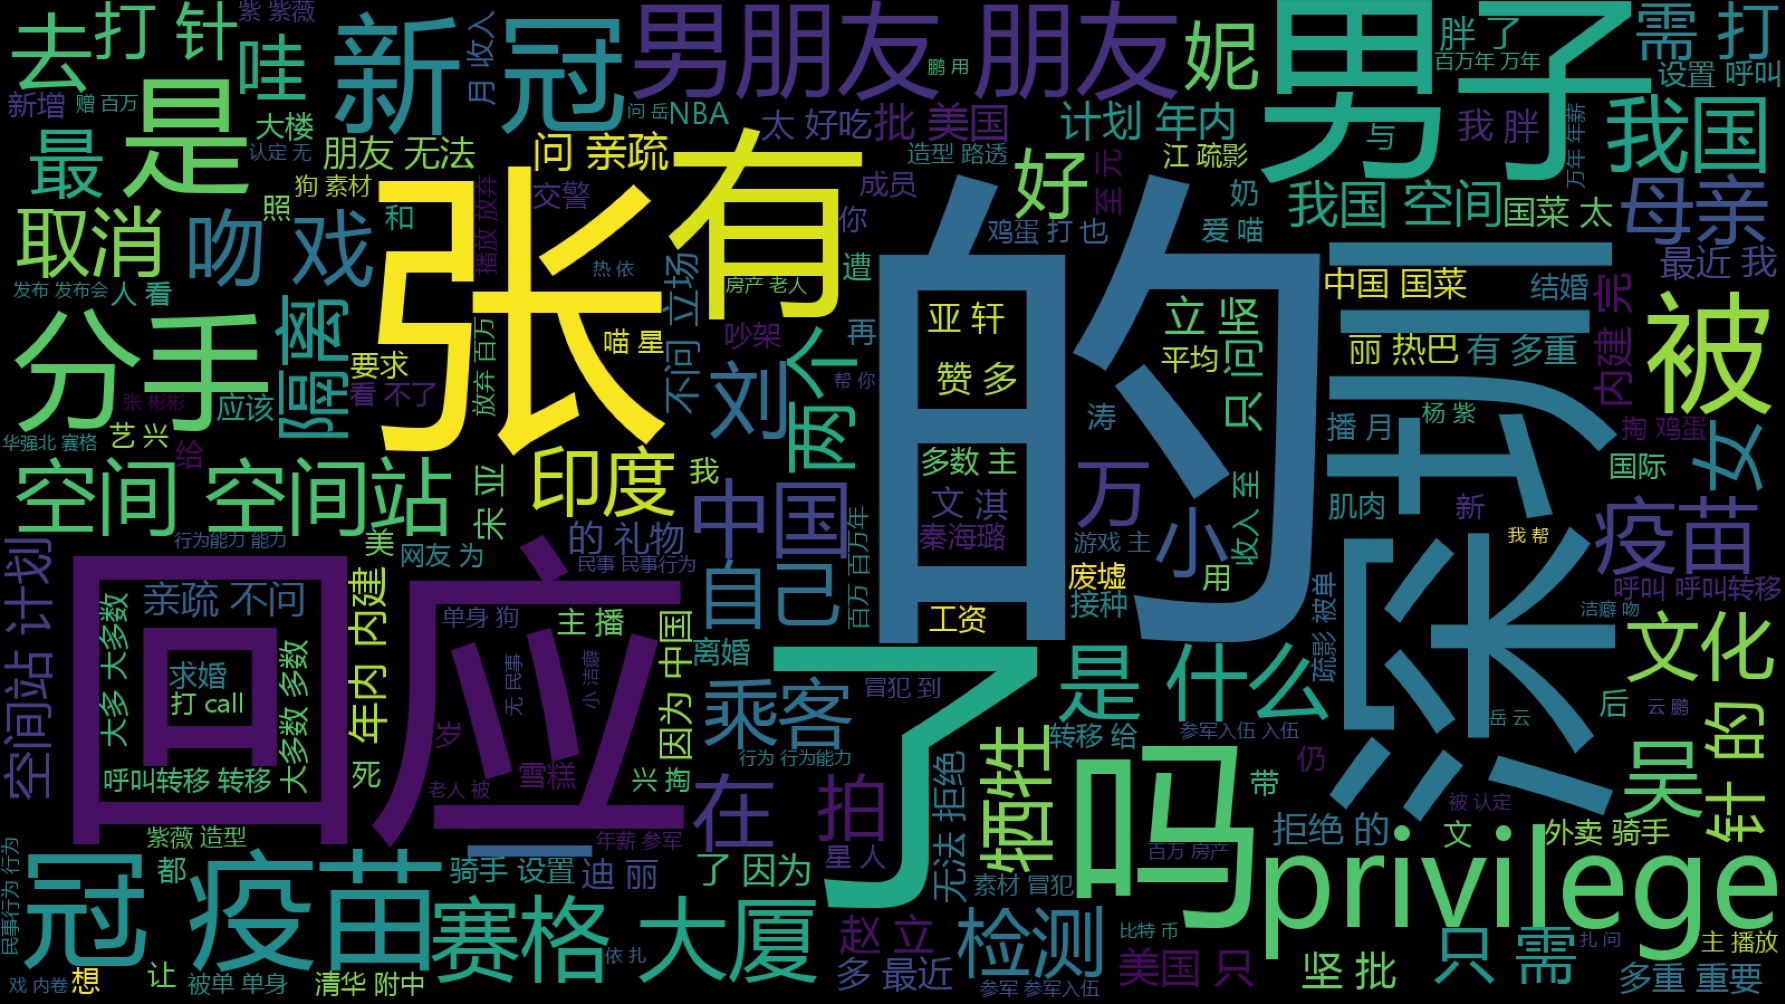 去 打 针
紫 紫薇
哇
新冠
月 收入
男朋友 朋友
鹏 用
妮
男子
胖 了
百万年 万年
需 打
设置 呼叫
新增
赠 百万
是
大楼
认定 无
问 岳
NBA
太 好吃
批 美国
计划 年内
与
我 胖
万年 年薪
我国
最
朋友 无法
问 亲疏
有
造型 路透
好
江 疏影
狗 素材
播放 放弃
交警
成员
至 元
奶
我国 空间
国菜 太
母亲
取消
照
吻 戏
和
张
你
鸡蛋 打 也
爱 喵
最近 我
发布 发布会
人 看
热 依
不问 立场
房产 老人
遭
的
中国 国菜
结婚
分手
隔离
放弃 百万
喵 星
吵架
两个
再
亚 轩
立 坚
深圳
丽 热巴
有 多重
内建 完
被
要求
看 不了
刘
帮 你
赞 多
平均
只 问
张 彬彬
应该
涛
播 月
杨 紫
掏 鸡蛋
女
华强北 赛格
艺 兴
给
空间 空间站
宋 亚
印度
我
中国
多数 主
文 淇
秦海璐
万
收入 至
国际
肌肉
新
疫苗
行为能力 能力
美
网友 为
的 礼物
民事 民事行为
百万 百万年
游戏 主
小
我 帮
空间站 计划
回应
亲疏 不问
年内 内建
自己
废墟
接种
用
疏影 被单
呼叫 呼叫转移
洁癖 吻
大多 大多数
求婚
打 call
大多数 多数
单身 狗
主 播
因为 中国
离婚
工资
文化
无 民事
小 洁癖
了
冒犯 到
是 什么
乘客
后
云 鹏
岳 云
针 的
岁
牺牲
转移 给
参军入伍 入伍
呼叫转移 转移
死
老人 被
雪糕
兴 掏
行为 行为能力
无法 拒绝
吗
带
仍
被 认定
吴
紫薇 造型
年薪 参军
在
拍
星 人
百万 房产
拒绝 的
文
外卖 骑手
民事行为 行为
冠 疫苗
都
骑手 设置
迪 丽
了 因为
素材 冒犯
privilege
赛格 大厦
依 扎
赵 立
多 最近
检测
比特 币
美国 只
坚 批
只 需
扎 问
主 播放
多重 重要
戏 内卷
想
让
被单 单身
清华 附中
参军 参军入伍